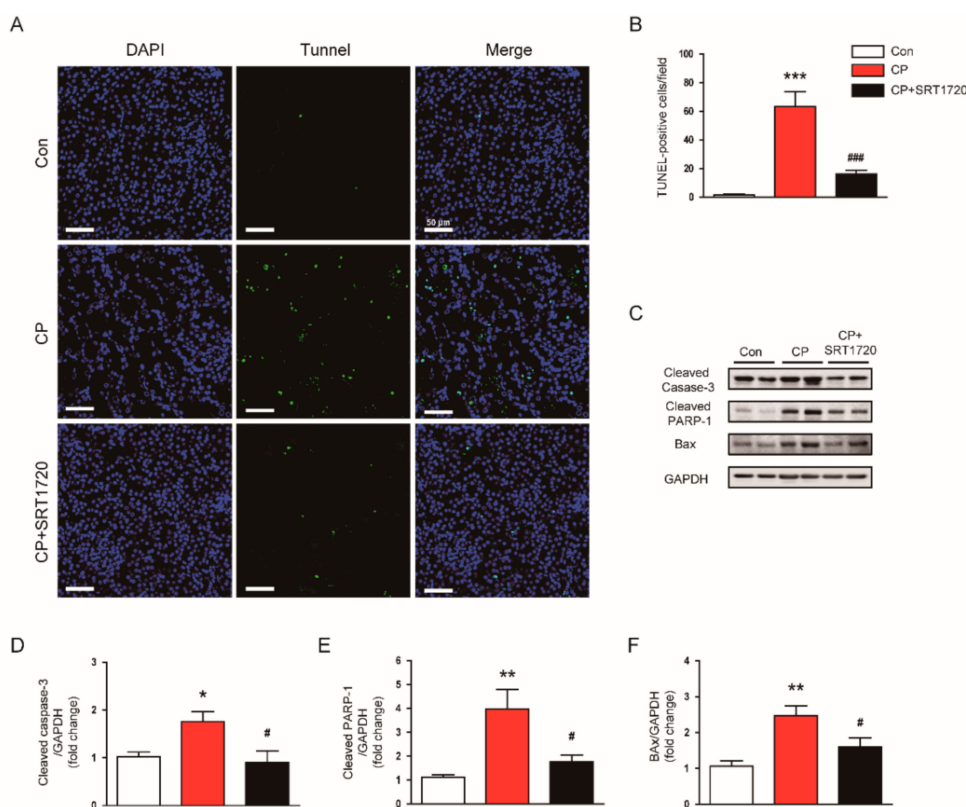 A
DAPI
Tunnel
Merge
Con
50 µm
CP
CP+SRT1720
B
TUNEL-positive cells/field
100
80
60
40
20
0
***
###
Con
CP
CP+SRT1720
C
Con
CP
CP+
SRT1720
Cleaved
Casase-3
Cleaved
PARP-1
Bax
GAPDH
D
Cleaved caspase-3
/GAPDH
(fold change)
3
2
1
0
*
#
E
Cleaved PARP-1
/GAPDH
(fold change)
6
5
4
3
2
1
0
**
#
F
BAx/GAPDH
(fold change)
4
3
2
1
0
**
#